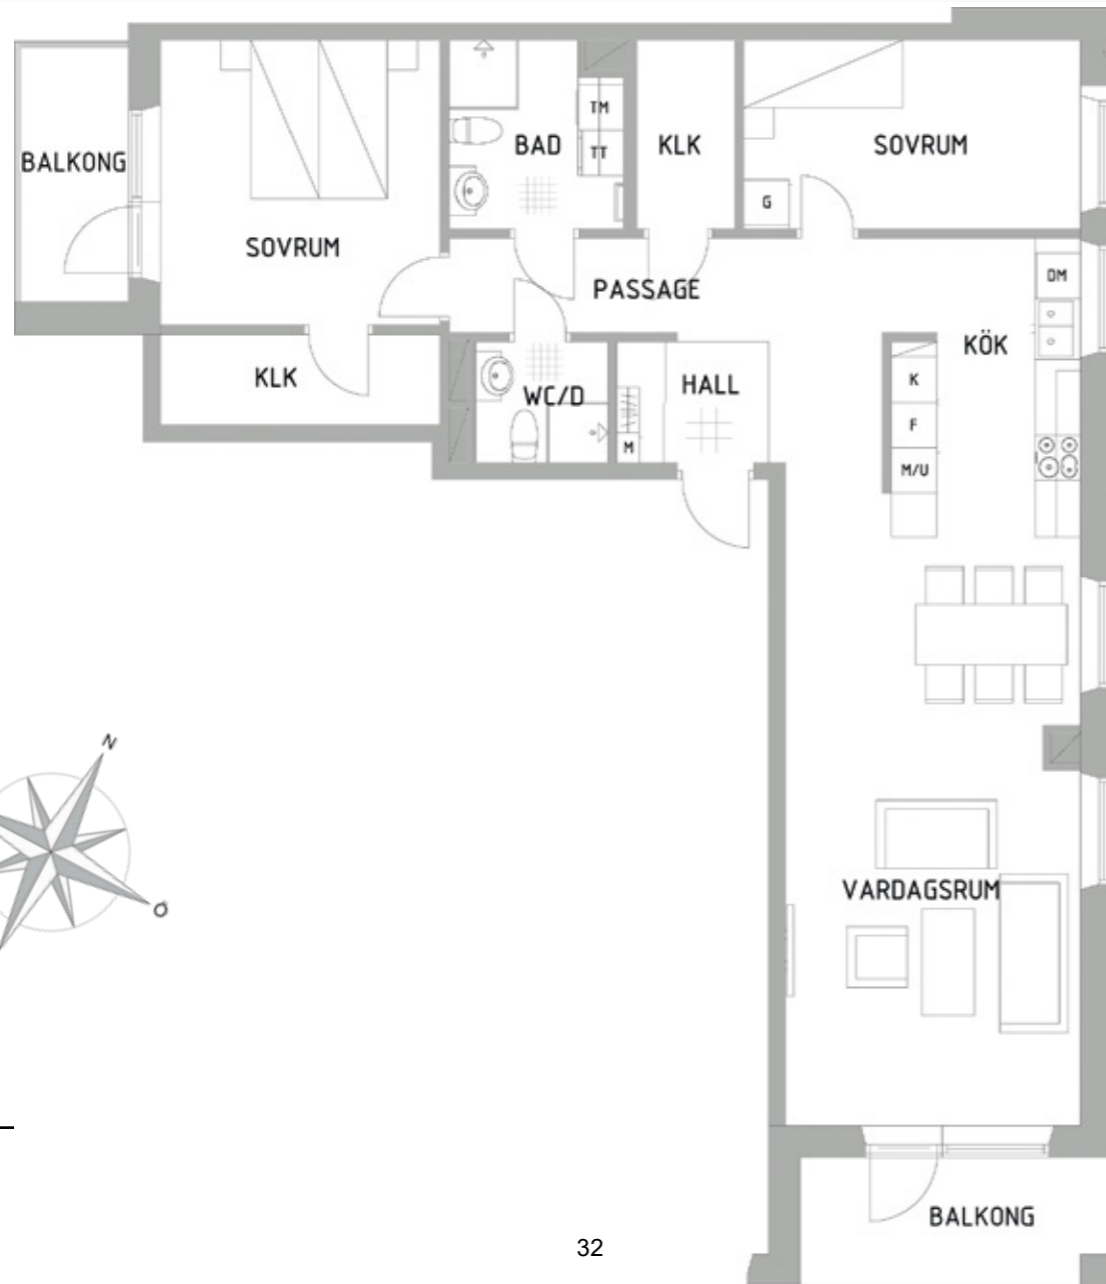 BALKONG
SOVRUM
BAD
TM
TT
KLK
SOVRUM
G
PASSAGE
DM
KÖK
KLK
WC/D
HALL
M
K
F
M/U
N
Ö
VARDAGSRUM
BALKONG
32